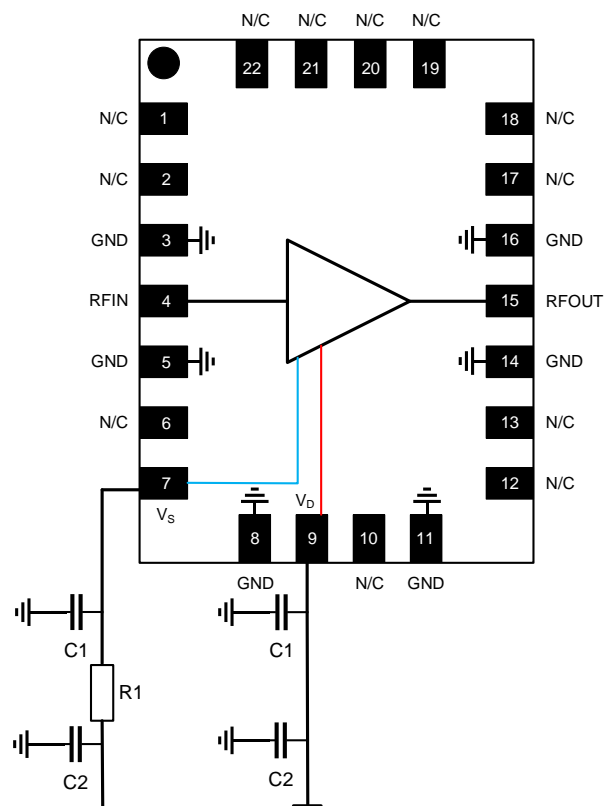 N/C N/C N/C N/C
22 21 20 19
N/C 1 18 N/C
N/C 2 17 N/C
GND 3 16 GND
RFIN 4 15 RFOUT
GND 5 14 GND
N/C 6 13 N/C
7 12 N/C
VS VD
8 9 10 11
GND N/C GND
C1 C1
R1
C2 C2